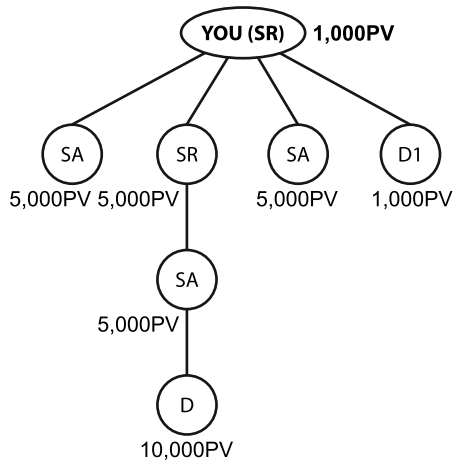 YOU (SR) 1,000PV
SA SR SA D1
5,000PV 5,000PV 5,000PV 1,000PV
SA
5,000PV
D
10,000PV